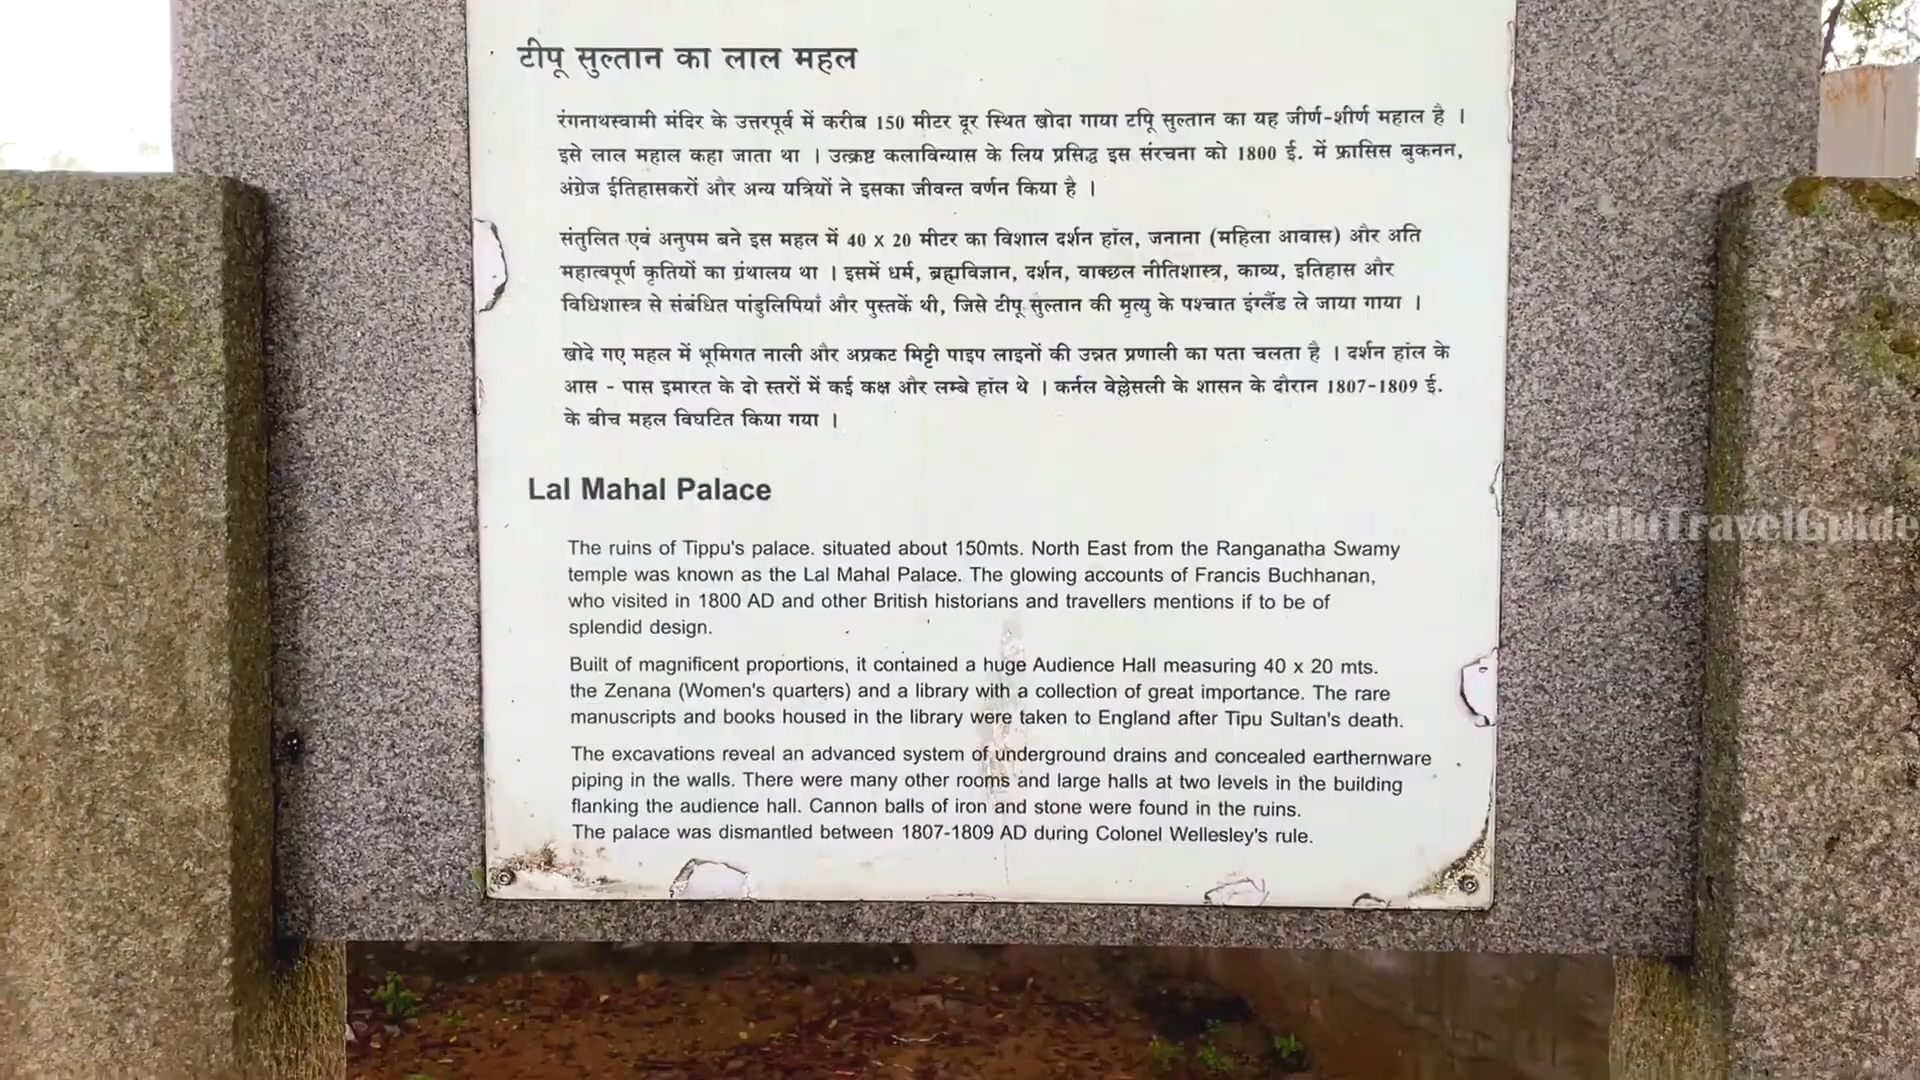 टीपू सुल्तान का लाल महल
रंगनाथस्वामी मंदिर के उत्तरपूर्व में करीब 150 मीटर दूर स्थित खोदा गाया टीपू सुल्तान का यह जीर्ण-शीर्ण महाल है ।
इसे लाल महाल कहा जाता था । उत्क्रष्ट कलाविन्यास के लिय प्रसिद्ध इस संरचना को 1800 ई. में फ्रासिस बुकनन,
अंग्रेज ईतिहासकरों और अन्य यत्रियों ने इसका जीवन्त वर्णन किया है ।
संतुलित एवं अनुपम बने इस महल में 40 x 20 मीटर का विशाल दर्शन हॉल, जनाना (महिला आवास) और अति
महात्वपूर्ण कृतियों का ग्रंथालय था । इसमें धर्म, ब्रह्मविज्ञान, दर्शन, वाक्छल नीतिशास्त्र, काव्य, इतिहास और
विधिशास्त्र से संबंधित पांडुलिपियाँ और पुस्तकें थी, जिसे टीपू सुल्तान की मृत्यु के पश्चात इंग्लैंड ले जाया गाया ।
खोदे गए महल में भूमिगत नाली और अप्रकट मिट्टी पाइप लाइनों की उन्नत प्रणाली का पता चलता है । दर्शन हॉल के
आस - पास इमारत के दो स्तरों में कई कक्ष और लम्बे हॉल थे । कर्नल वेल्लेसली के शासन के दौरान 1807-1809 ई.
के बीच महल विघटित किया गया ।
Lal Mahal Palace
The ruins of Tippu's palace. situated about 150mts. North East from the Ranganatha Swamy
temple was known as the Lal Mahal Palace. The glowing accounts of Francis Buchhanan,
who visited in 1800 AD and other British historians and travellers mentions if to be of
splendid design.
Built of magnificent proportions, it contained a huge Audience Hall measuring 40 x 20 mts.
the Zenana (Women's quarters) and a library with a collection of great importance. The rare
manuscripts and books housed in the library were taken to England after Tipu Sultan's death.
The excavations reveal an advanced system of underground drains and concealed earthernware
piping in the walls. There were many other rooms and large halls at two levels in the building
flanking the audience hall. Cannon balls of iron and stone were found in the ruins.
The palace was dismantled between 1807-1809 AD during Colonel Wellesley's rule.
MalluTravelGuide